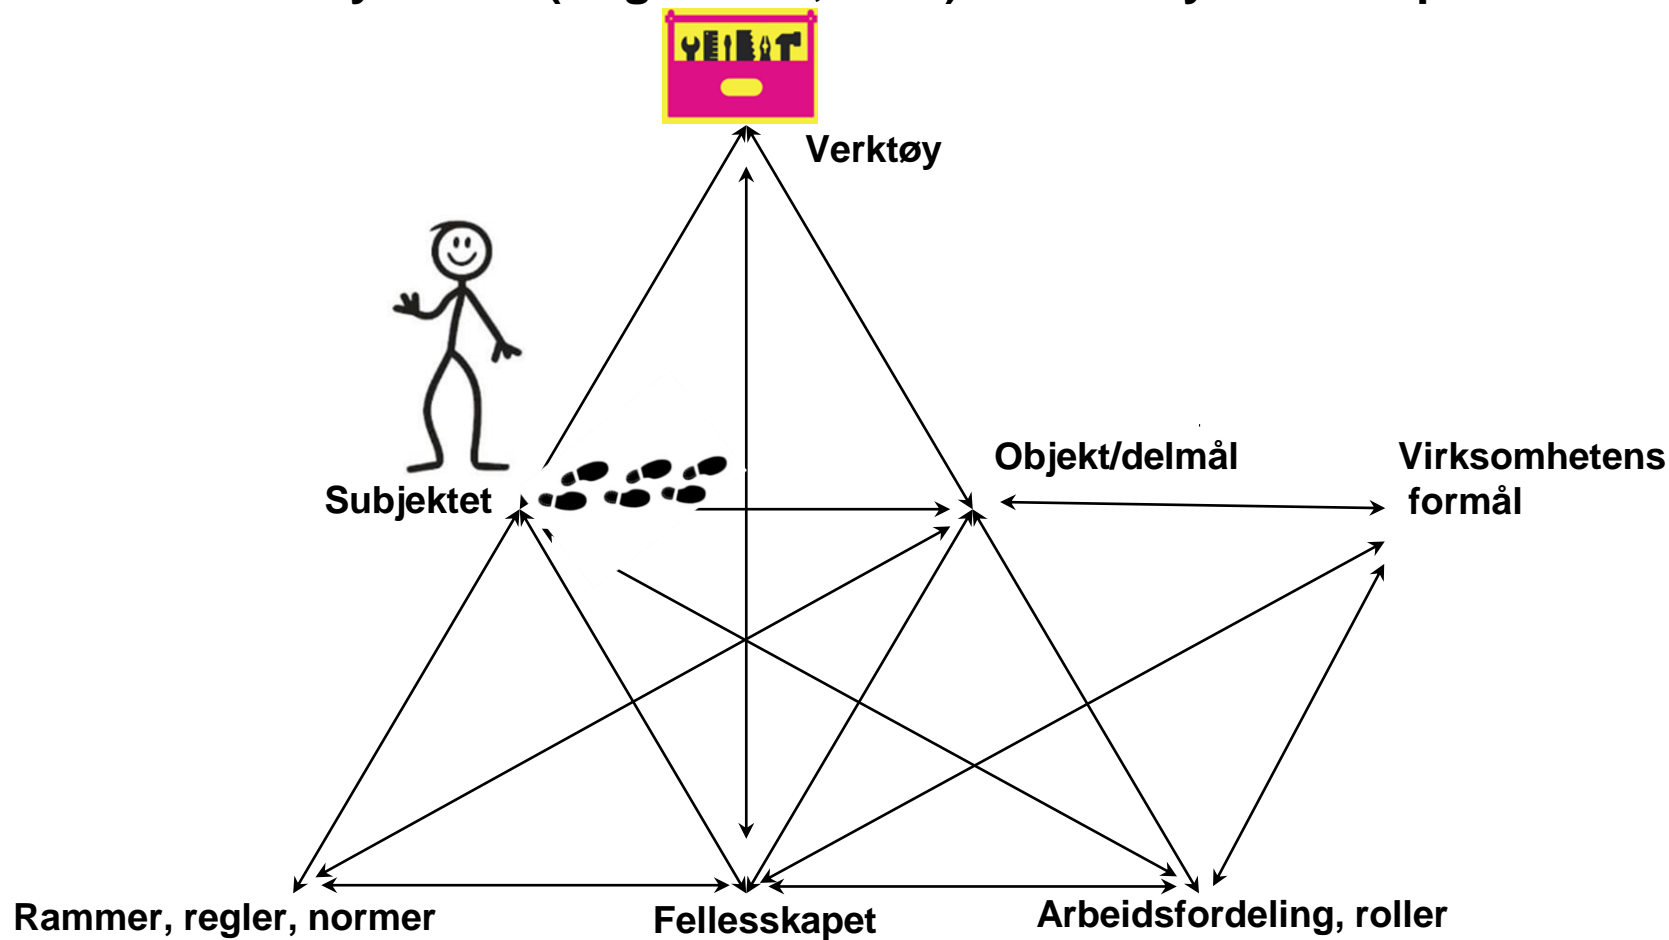 Verktøy
Objekt/delmål
Virksomhetens
formål
Subjektet
Rammer, regler, normer
Fellesskapet
Arbeidsfordeling, roller